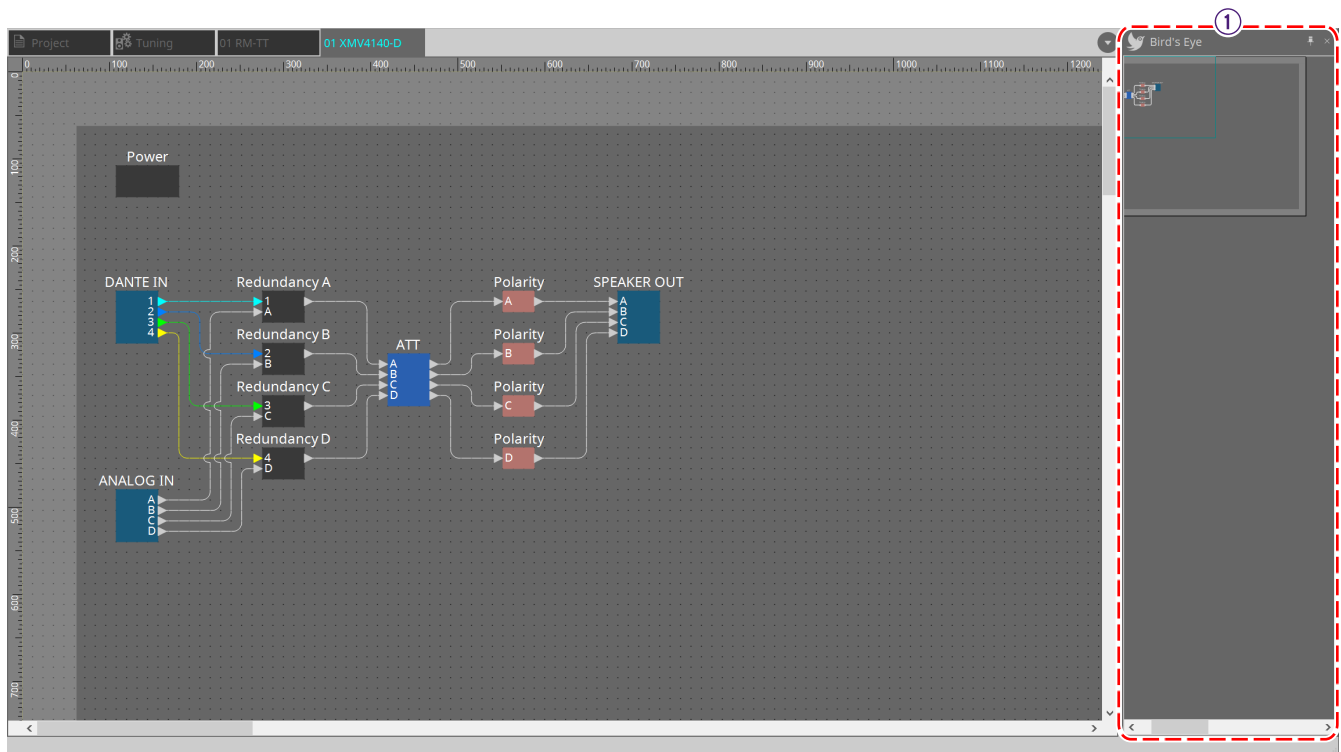 ①
Project
Tuning
01 RM-TT
01 XMV4140-D
Bird's Eye
0 100 200 300 400 500 600 700 800 900 1000 1100 1200
0
100
200
300
400
500
600
700
Power
DANTE IN
1
2
3
4
Redundancy A
1
A
Redundancy B
2
B
Redundancy C
3
C
Redundancy D
4
D
ANALOG IN
A
B
C
D
ATT
A
B
C
D
Polarity
A
Polarity
B
Polarity
C
Polarity
D
SPEAKER OUT
A
B
C
D